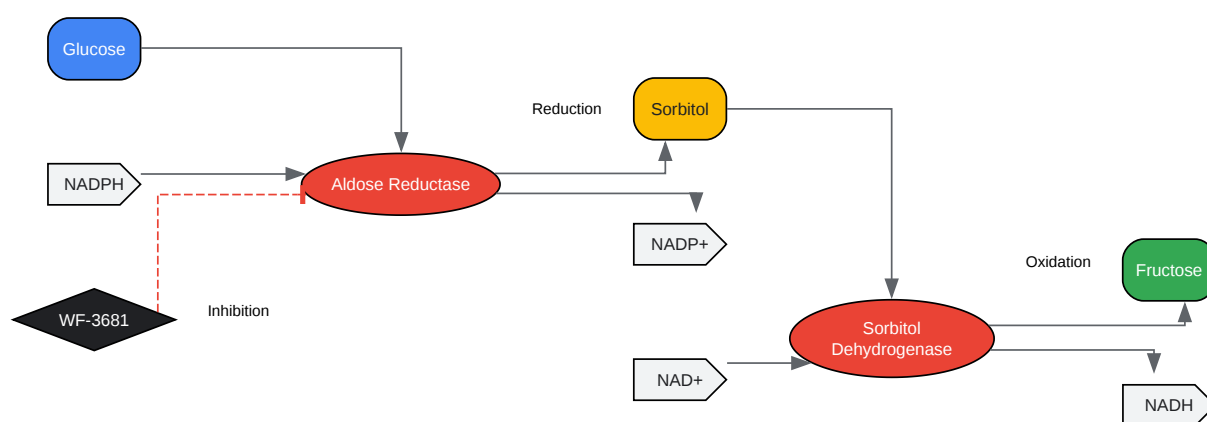 Glucose
Reduction
Sorbitol
NADPH
Aldose Reductase
NADP+
Oxidation
Fructose
Inhibition
WF-3681
Sorbitol
Dehydrogenase
NAD+
NADH